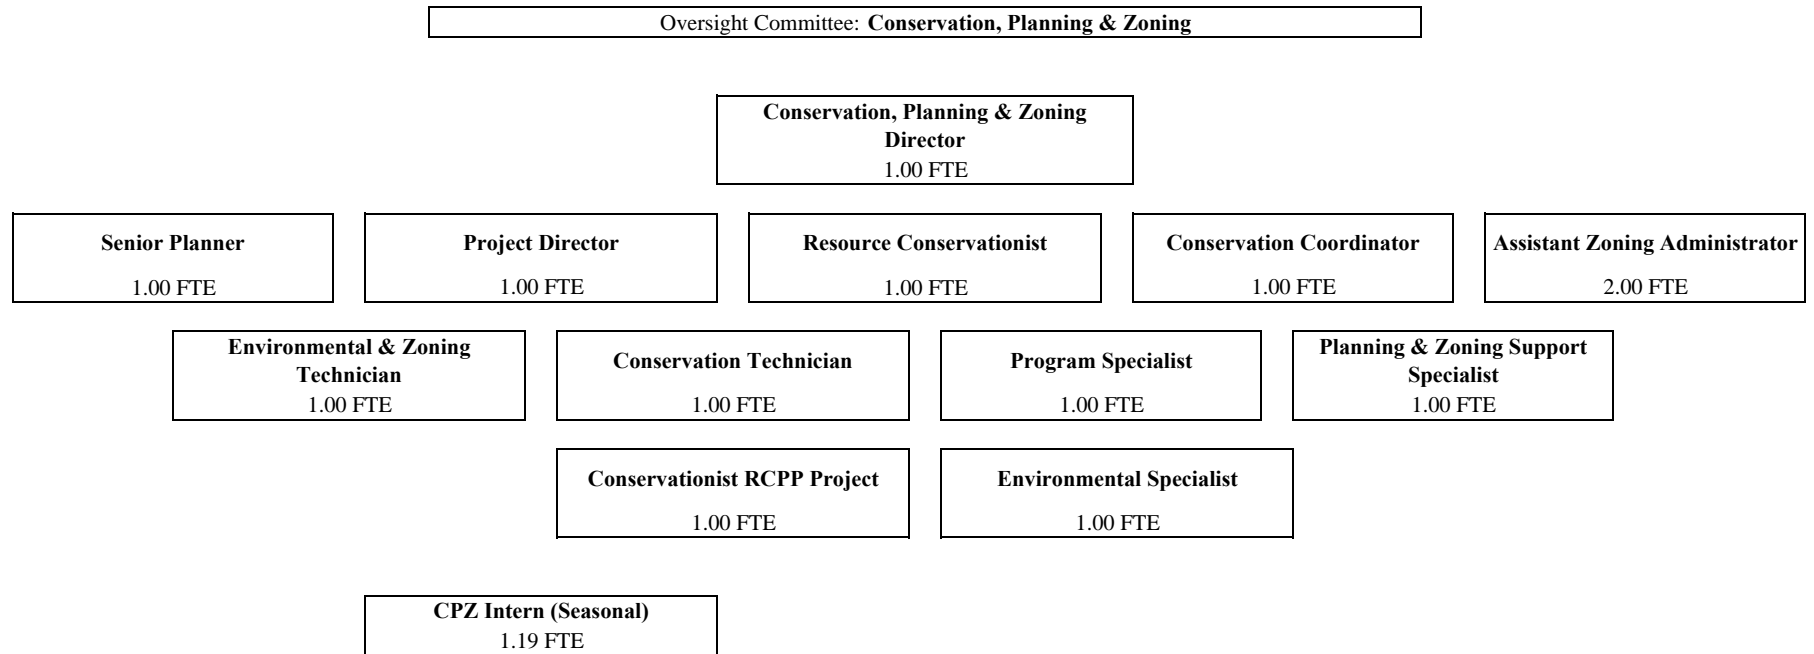 Oversight Committee: Conservation, Planning & Zoning
Conservation, Planning & Zoning
Director
1.00 FTE
Senior Planner
1.00 FTE
Project Director
1.00 FTE
Resource Conservationist
1.00 FTE
Conservation Coordinator
1.00 FTE
Assistant Zoning Administrator
2.00 FTE
Environmental & Zoning
Technician
1.00 FTE
Conservation Technician
1.00 FTE
Program Specialist
1.00 FTE
Planning & Zoning Support
Specialist
1.00 FTE
Conservationist RCPP Project
1.00 FTE
Environmental Specialist
1.00 FTE
CPZ Intern (Seasonal)
1.19 FTE